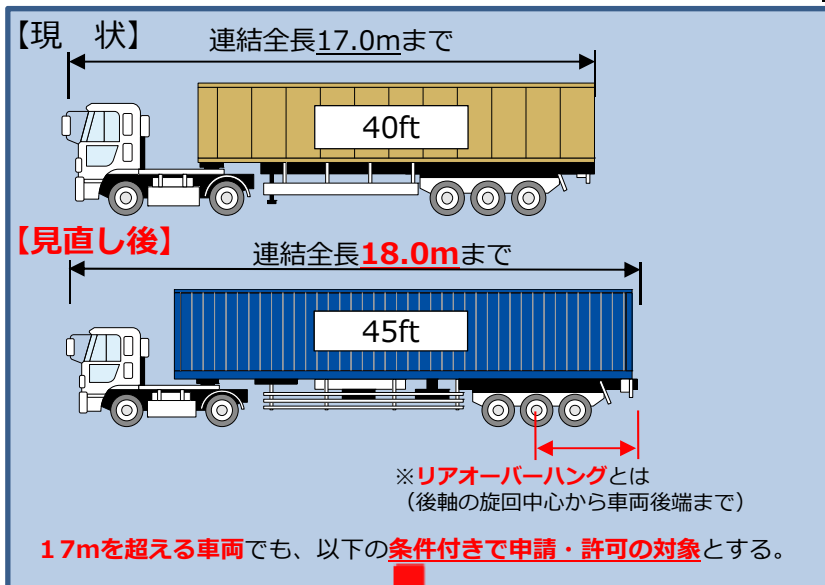 【現　状】
連結全長17.0mまで
40ft
【見直し後】
連結全長18.0mまで
45ft
※リアオーバーハングとは
（後軸の旋回中心から車両後端まで）
１7mを超える車両でも、以下の条件付きで申請・許可の対象とする。